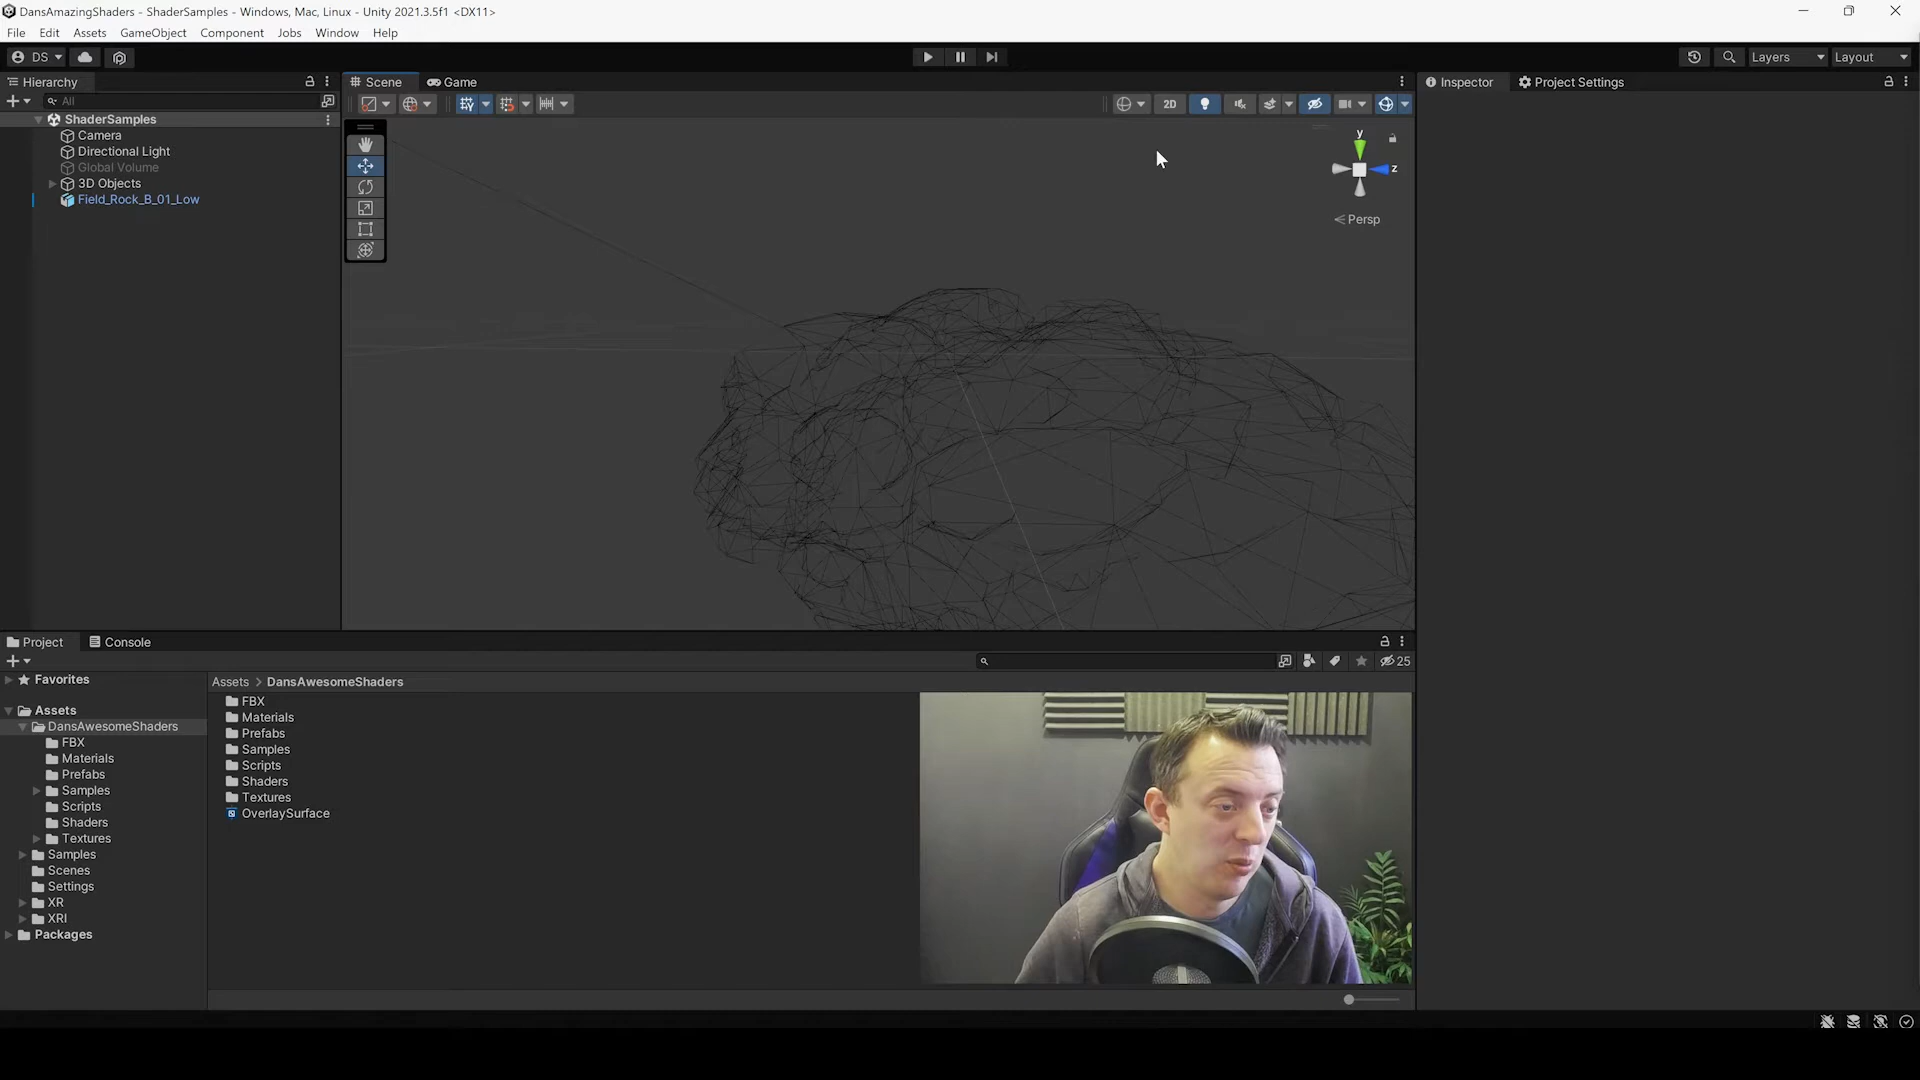 DansAmazingShaders - ShaderSamples - Windows, Mac, Linux - Unity 2021.3.5f1 <DX11>
File Edit Assets GameObject Component Jobs Window Help
DS Layers Layout
Hierarchy Scene Game Inspector Project Settings
All 2D
ShaderSamples
Camera
Directional Light
Global Volume
3D Objects
Field_Rock_B_01_Low
y
z
Persp
Project Console
25
Favorites
Assets
DansAwesomeShaders
FBX
Materials
Prefabs
Samples
Scripts
Shaders
Textures
Samples
Scenes
Settings
XR
XRI
Packages
Assets > DansAwesomeShaders
FBX
Materials
Prefabs
Samples
Scripts
Shaders
Textures
OverlaySurface